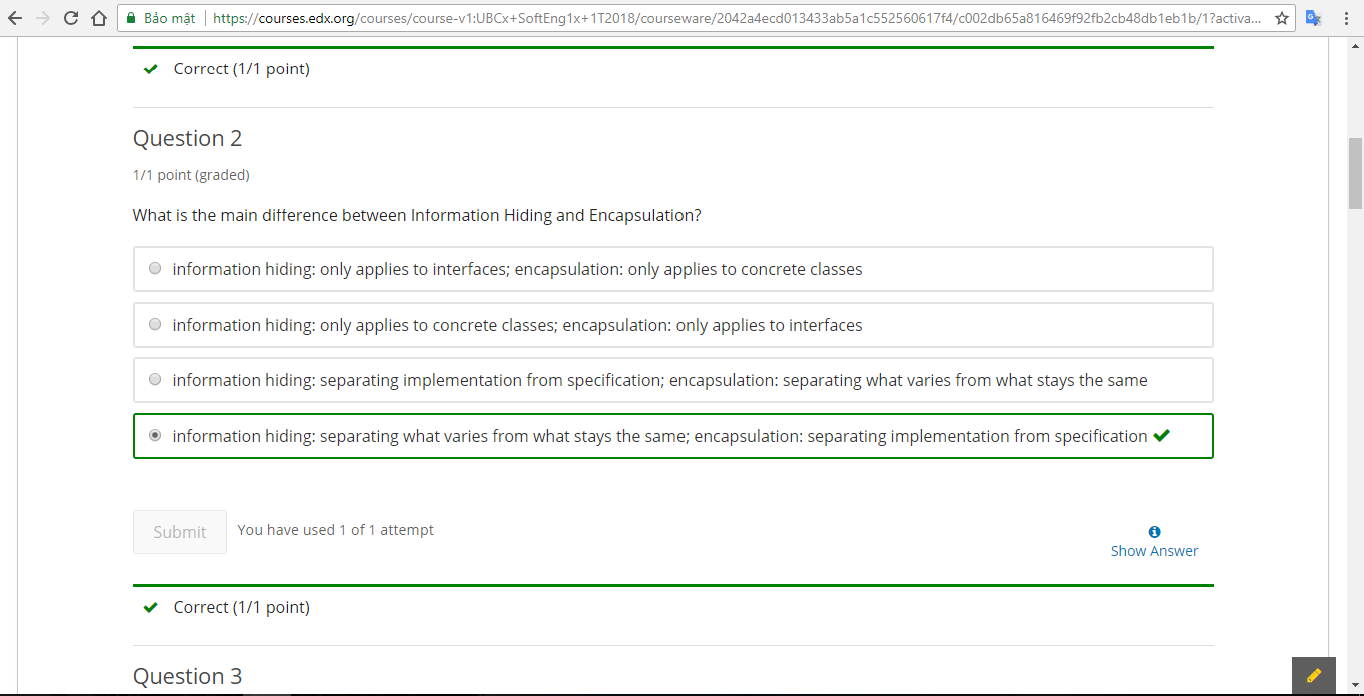 Bảo mật https://courses.edx.org/courses/course-v1:UBCx+SoftEng1x+1T2018/courseware/2042a4ecd013433ab5a1c552560617f4/c002db65a816469f92fb2cb48db1eb1b/1?activa...
Correct (1/1 point)
Question 2
1/1 point (graded)
What is the main difference between Information Hiding and Encapsulation?
information hiding: only applies to interfaces; encapsulation: only applies to concrete classes
information hiding: only applies to concrete classes; encapsulation: only applies to interfaces
information hiding: separating implementation from specification; encapsulation: separating what varies from what stays the same
information hiding: separating what varies from what stays the same; encapsulation: separating implementation from specification
Submit You have used 1 of 1 attempt
Show Answer
Correct (1/1 point)
Question 3